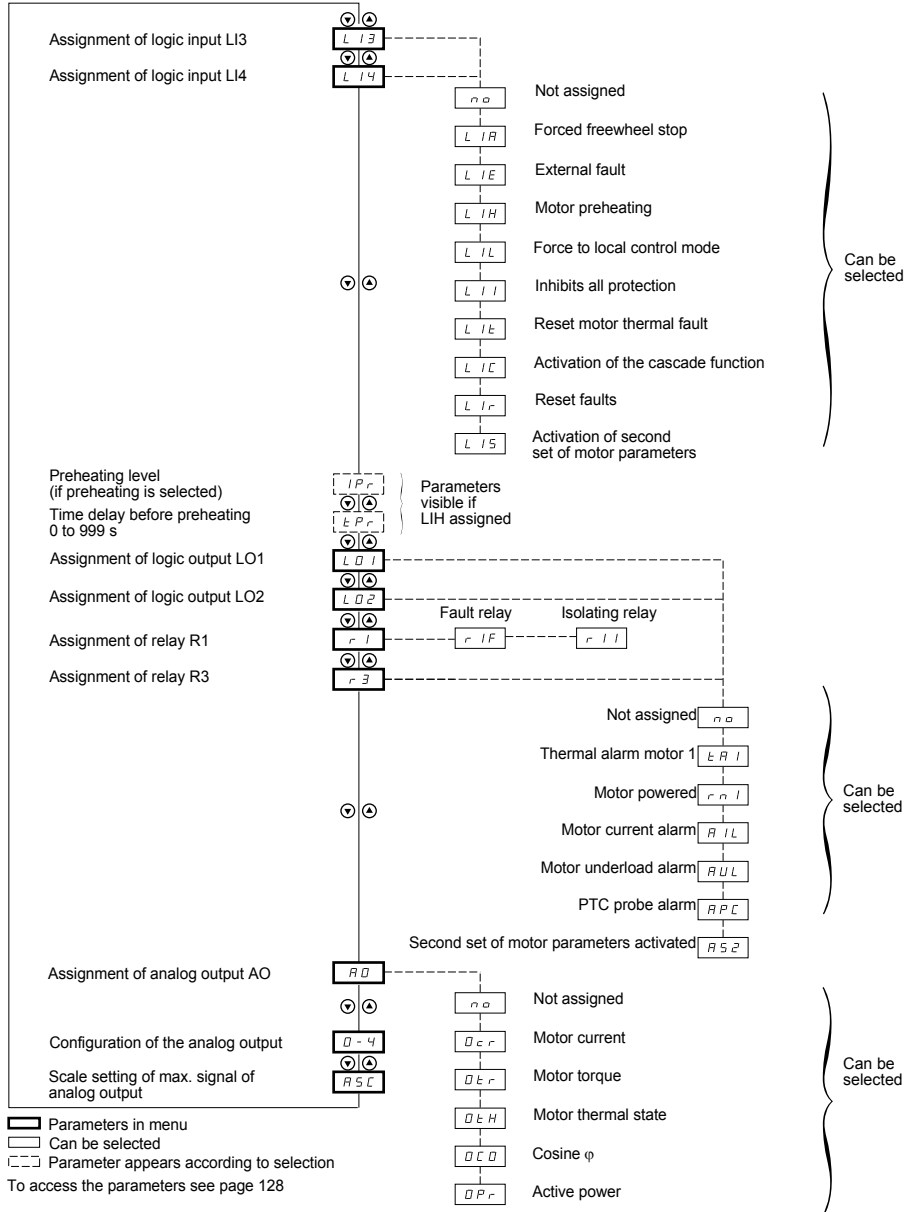 Assignment of logic input LI3
LI3
Assignment of logic input LI4
LI4
no
Not assigned
LIA
Forced freewheel stop
LIE
External fault
LIH
Motor preheating
LIL
Force to local control mode
LII
Inhibits all protection
LIt
Reset motor thermal fault
LIC
Activation of the cascade function
LIr
Reset faults
LIS
Activation of second
set of motor parameters
Can be
selected
Preheating level
(if preheating is selected)
IPr
Time delay before preheating
0 to 999 s
tPr
Parameters
visible if
LIH assigned
Assignment of logic output LO1
LO1
Assignment of logic output LO2
LO2
Assignment of relay R1
r1
Fault relay
r1F
Isolating relay
r1I
Assignment of relay R3
r3
Not assigned
no
Thermal alarm motor 1
tA1
Motor powered
rn1
Motor current alarm
AIL
Motor underload alarm
AUL
PTC probe alarm
APC
Second set of motor parameters activated
AS2
Can be
selected
Assignment of analog output AO
AO
no
Not assigned
Configuration of the analog output
0-4
Ocr
Motor current
Scale setting of max. signal of
analog output
ASC
Otr
Motor torque
OtH
Motor thermal state
OCO
Cosine φ
OPr
Active power
Can be
selected
Parameters in menu
Can be selected
Parameter appears according to selection
To access the parameters see page 128